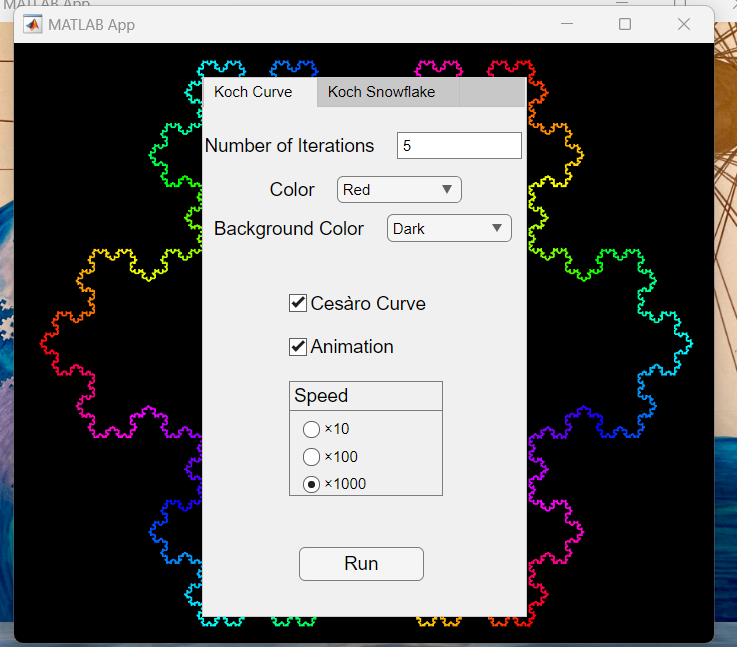 MATLAB App
MATLAB App
Koch Curve
Koch Snowflake
Number of Iterations
5
Color
Red
Background Color
Dark
Cesàro Curve
Animation
Speed
×10
×100
×1000
Run